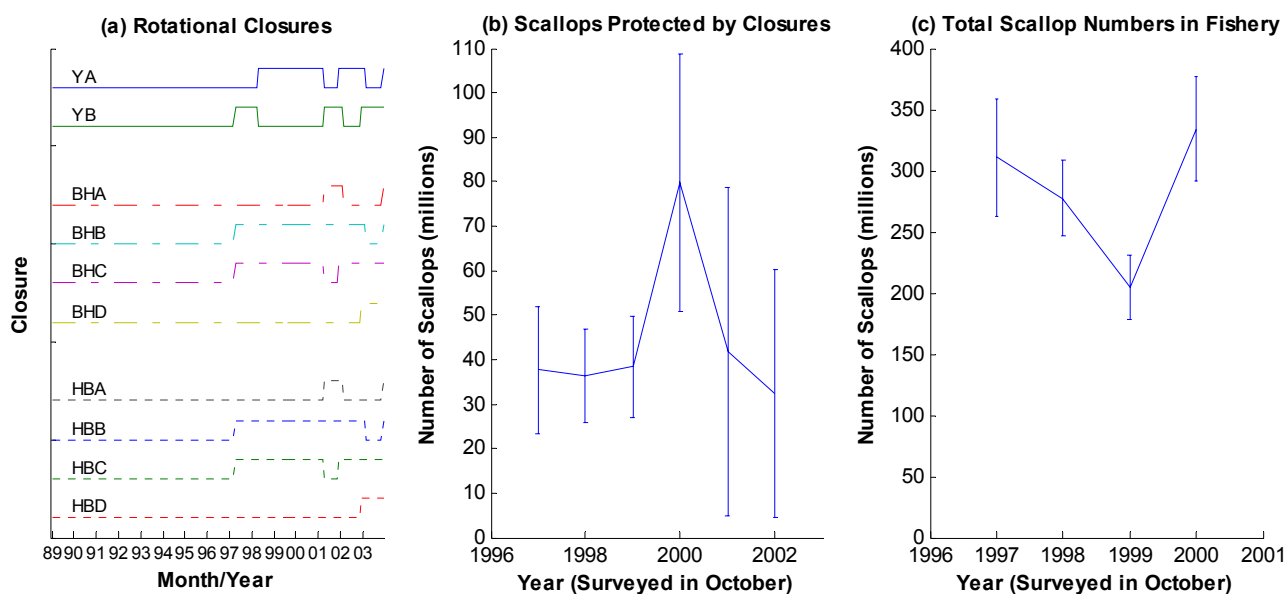 (a) Rotational Closures
YA
YB
BHA
BHB
BHC
BHD
HBA
HBB
HBC
HBD
Closure
89 90 91 92 93 94 95 96 97 98 99 00 01 02 03
Month/Year
(b) Scallops Protected by Closures
110
100
90
80
70
60
50
40
30
20
10
0
Number of Scallops (millions)
1996 1998 2000 2002
Year (Surveyed in October)
(c) Total Scallop Numbers in Fishery
400
350
300
250
200
150
100
50
0
Number of Scallops (millions)
1996 1997 1998 1999 2000 2001
Year (Surveyed in October)